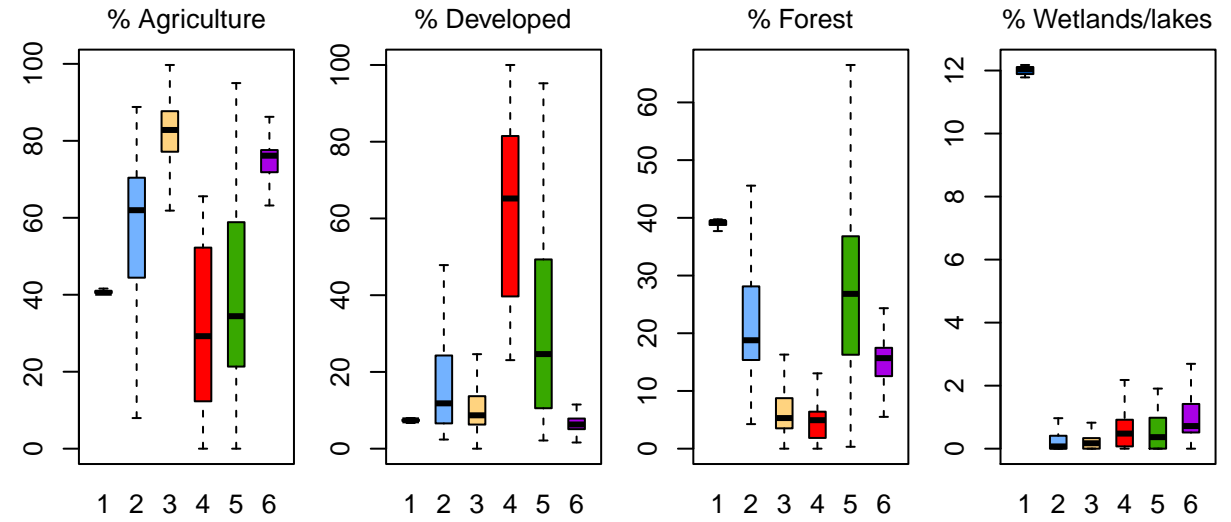 % Agriculture
% Developed
% Forest
% Wetlands/lakes
0 20 40 60 80 100
0 20 40 60 80 100
0 10 20 30 40 50 60
0 2 4 6 8 10 12
1 2 3 4 5 6
1 2 3 4 5 6
1 2 3 4 5 6
1 2 3 4 5 6